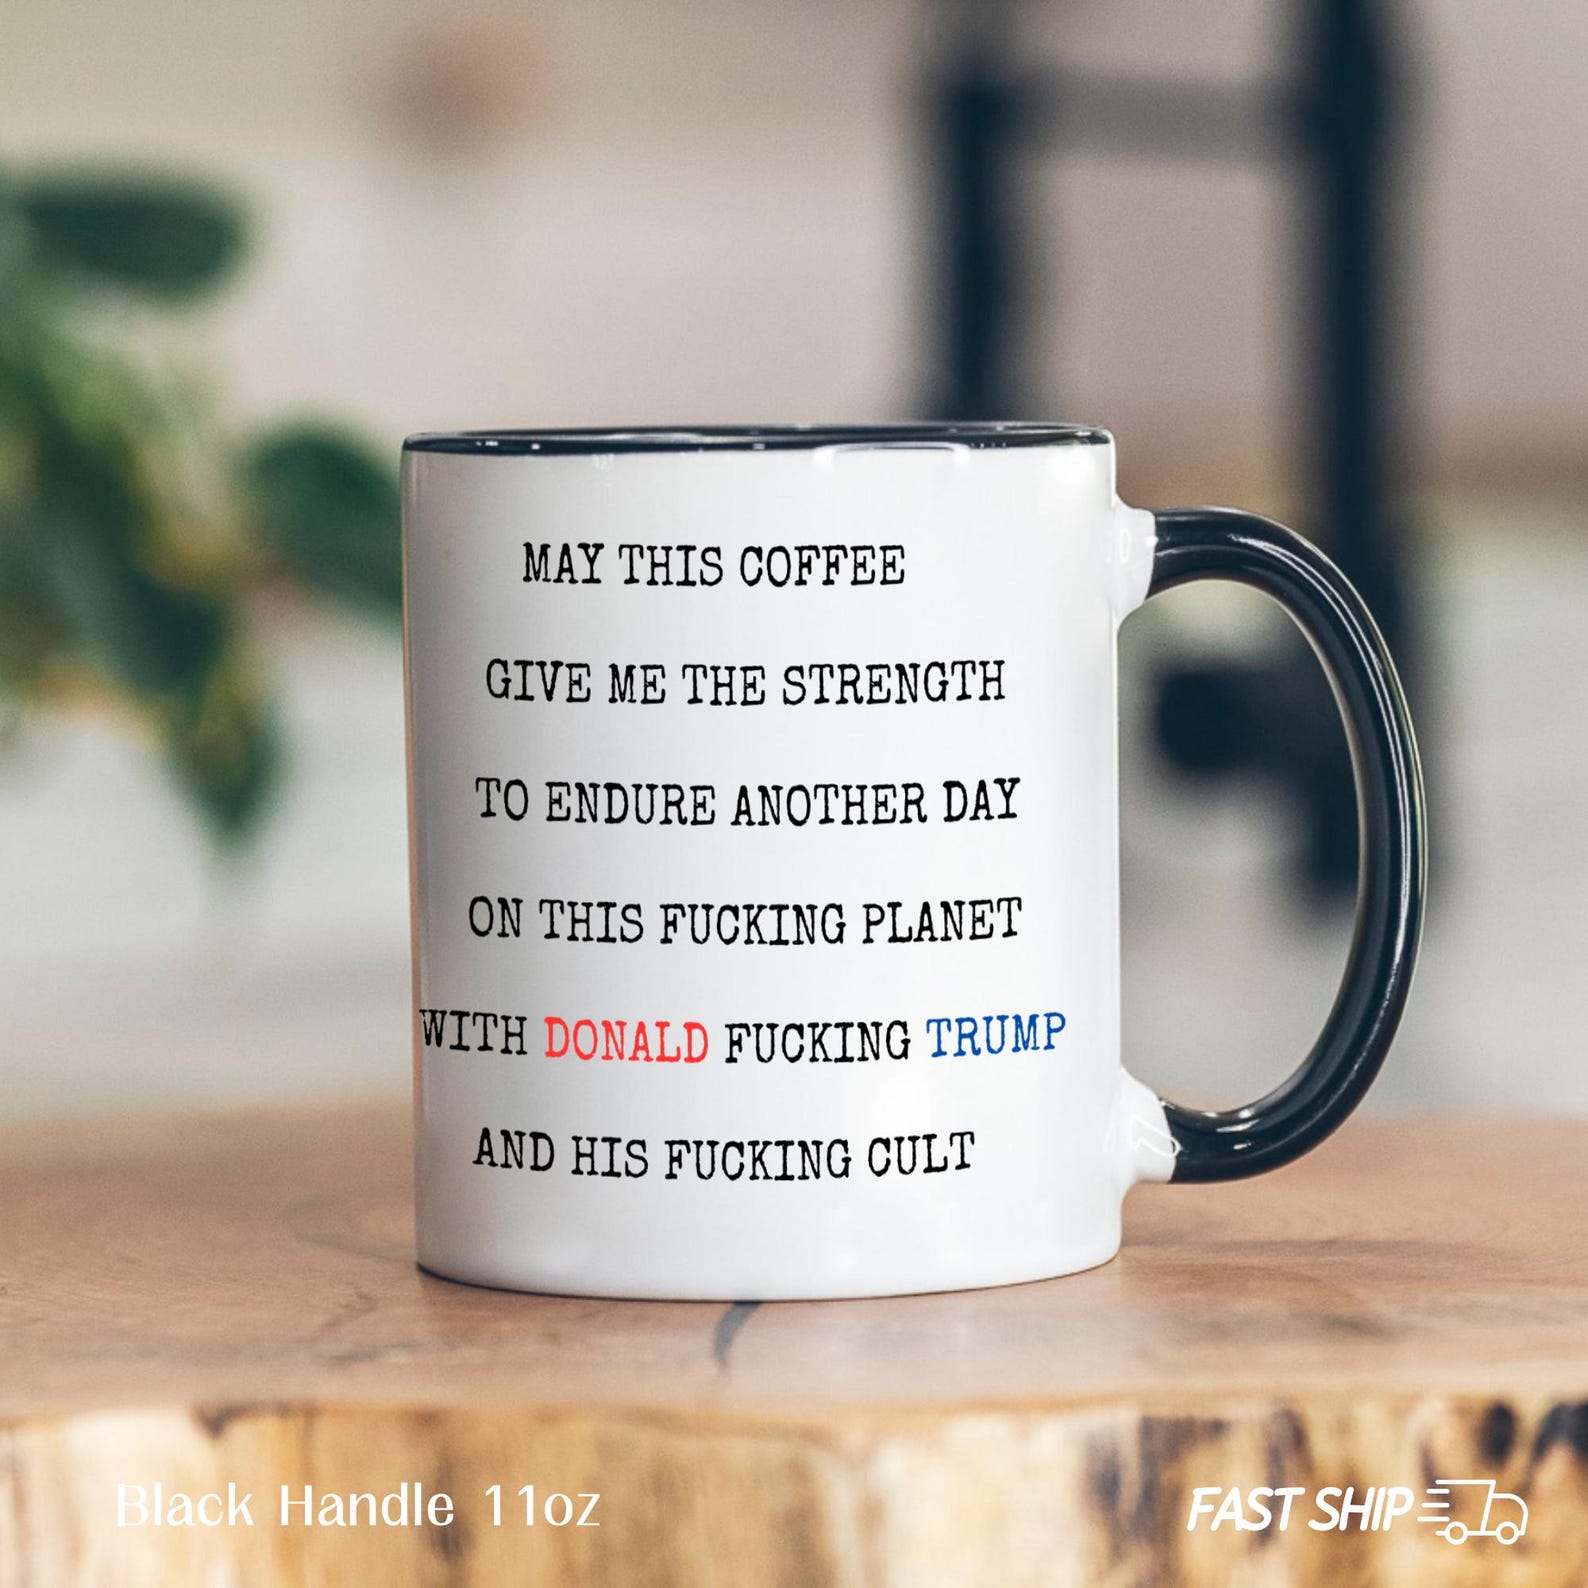 MAY THIS COFFEE
GIVE ME THE STRENGTH
TO ENDURE ANOTHER DAY
ON THIS FUCKING PLANET
WITH DONALD FUCKING TRUMP
AND HIS FUCKING CULT
Black Handle 11oz
FAST SHIP